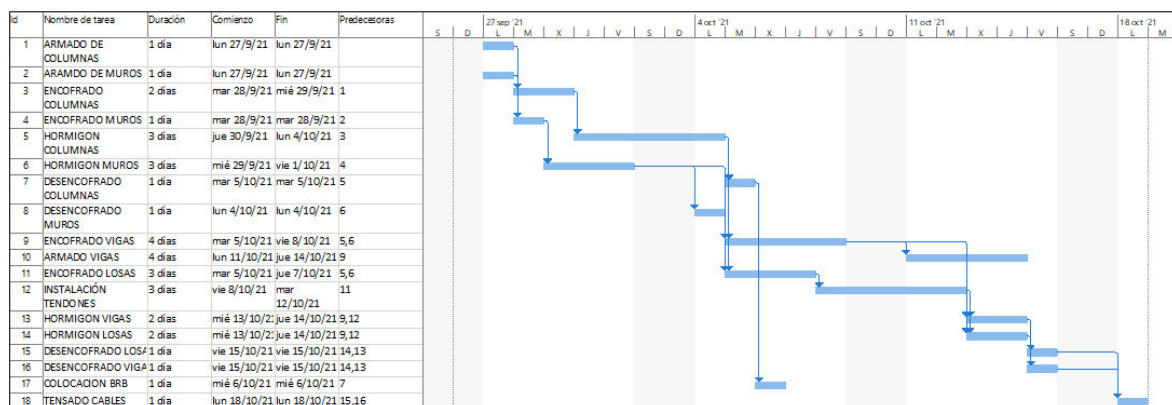 Id Nombre de tarea Duración Comienzo Fin Predecesoras 27 sep '21 4 oct '21 11 oct '21 18 oct '21
S D L M X J V S D L M X J V S D L M X J V S D L M
1 ARMADO DE COLUMNAS 1 día lun 27/9/21 lun 27/9/21
2 ARAMDO DE MUROS 1 día lun 27/9/21 lun 27/9/21
3 ENCOFRADO COLUMNAS 2 días mar 28/9/21 mié 29/9/21 1
4 ENCOFRADO MUROS 1 día mar 28/9/21 mar 28/9/21 2
5 HORMIGON COLUMNAS 3 días jue 30/9/21 lun 4/10/21 3
6 HORMIGON MUROS 3 días mié 29/9/21 vie 1/10/21 4
7 DESENCOFRADO COLUMNAS 1 día mar 5/10/21 mar 5/10/21 5
8 DESENCOFRADO MUROS 1 día lun 4/10/21 lun 4/10/21 6
9 ENCOFRADO VIGAS 4 días mar 5/10/21 vie 8/10/21 5,6
10 ARMADO VIGAS 4 días lun 11/10/21 jue 14/10/21 9
11 ENCOFRADO LOSAS 3 días mar 5/10/21 jue 7/10/21 5,6
12 INSTALACIÓN TENDONES 3 días vie 8/10/21 mar 12/10/21 11
13 HORMIGON VIGAS 2 días mié 13/10/2: jue 14/10/21 9,12
14 HORMIGON LOSAS 2 días mié 13/10/2: jue 14/10/21 9,12
15 DESENCOFRADO LOSA 1 día vie 15/10/21 vie 15/10/21 14,13
16 DESENCOFRADO VIGA 1 día vie 15/10/21 vie 15/10/21 14,13
17 COLOCACION BRB 1 día mié 6/10/21 mié 6/10/21 7
18 TENSADO CABLES 1 día lun 18/10/21 lun 18/10/21 15,16